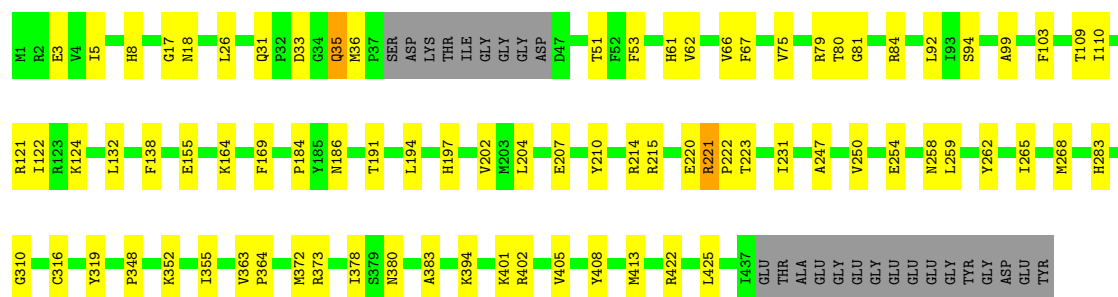 M1 R2 E3 V4 I5 H8 G17 N18 L26 Q31 P32 D33 G34 Q35 M36 P37 SER ASP LYS THR ILE GLY GLY GLY ASP D47 T51 F52 F53 H61 V62 V66 F67 V75 R79 T80 G81 R84 L92 I93 S94 A99 F103 T109 I110
R121 I122 R123 K124 L132 F138 E155 K164 F169 P184 Y185 N186 T191 L194 H197 V202 M203 L204 E207 Y210 R214 R215 E220 R221 P222 T223 I231 A247 V250 E254 N258 L259 Y262 I265 M268 H283
G310 C316 Y319 P348 K352 I355 V363 P364 M372 R373 I378 S379 N380 A383 K394 K401 R402 V405 Y408 M413 R422 L425 I437 GLU THR ALA GLU GLY GLU GLY GLU GLU GLU GLY TYR GLY ASP GLU TYR